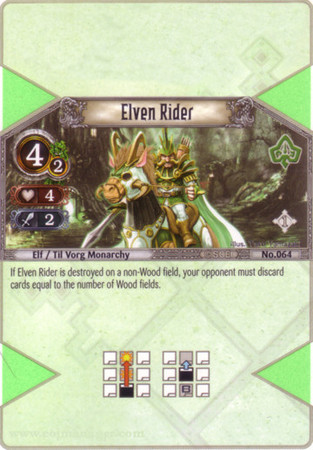 Elven Rider
4
2
4
2
1
Elf / Til Vorg Monarchy
No.064
If Elven Rider is destroyed on a non-Wood field, your opponent must discard
cards equal to the number of Wood fields.
B